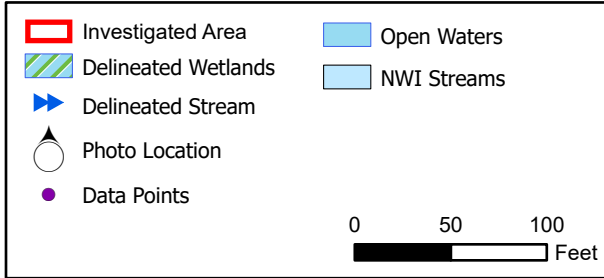 Investigated Area
Delineated Wetlands
Delineated Stream
Photo Location
Data Points
Open Waters
NWI Streams
0 50 100
Feet